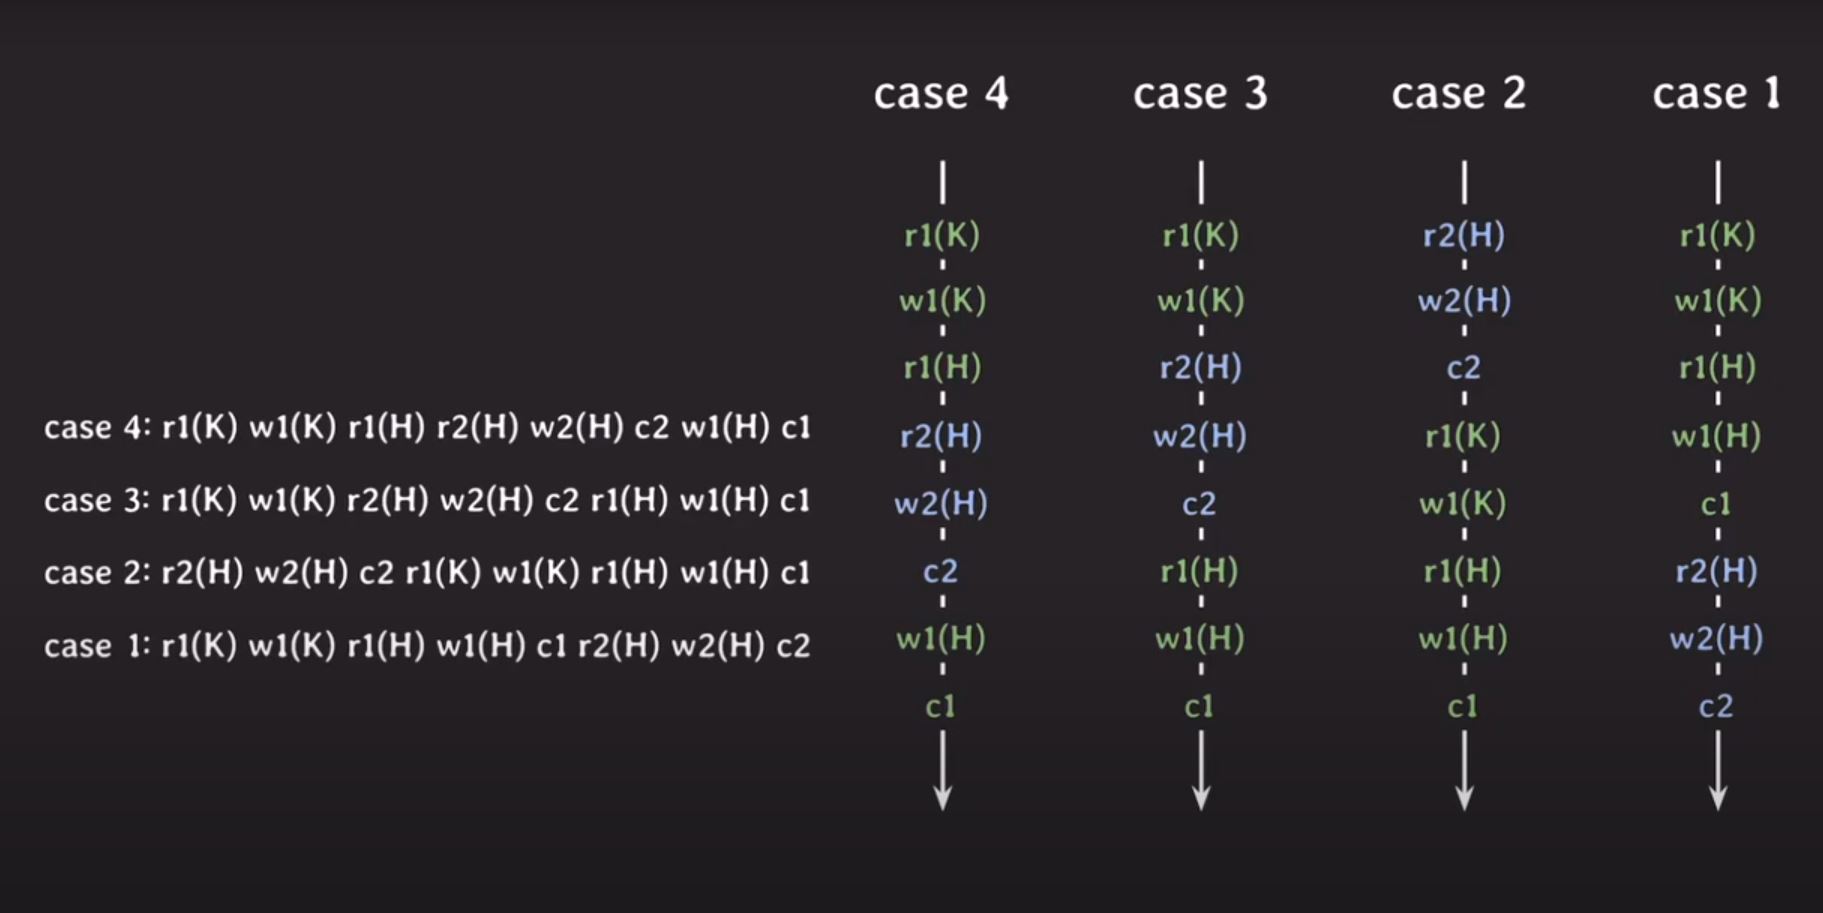 case 4
case 3
case 2
case 1
r1(K)
r1(K)
r2(H)
r1(K)
w1(K)
w1(K)
w2(H)
w1(K)
r1(H)
r2(H)
c2
r1(H)
case 4: r1(K) w1(K) r1(H) r2(H) w2(H) c2 w1(H) c1
r2(H)
w2(H)
r1(K)
w1(H)
case 3: r1(K) w1(K) r2(H) w2(H) c2 r1(H) w1(H) c1
w2(H)
c2
w1(K)
c1
case 2: r2(H) w2(H) c2 r1(K) w1(K) r1(H) w1(H) c1
c2
r1(H)
r1(H)
r2(H)
case 1: r1(K) w1(K) r1(H) w1(H) c1 r2(H) w2(H) c2
w1(H)
w1(H)
w1(H)
w2(H)
c1
c1
c1
c2